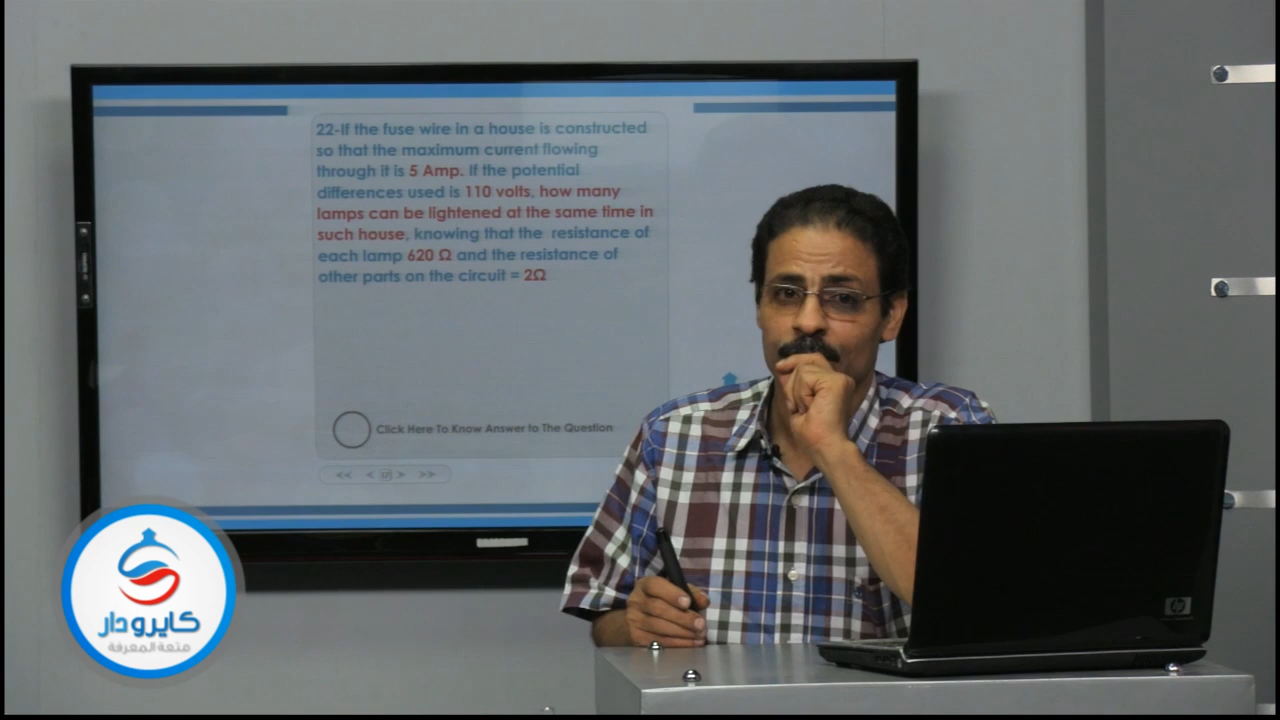 22-If the fuse wire in a house is constructed
so that the maximum current flowing
through it is 5 Amp. If the potential
differences used is 110 volts, how many
lamps can be lightened at the same time in
such house, knowing that the resistance of
each lamp 620 Ω and the resistance of
other parts on the circuit = 2Ω
Click Here To Know Answer to The Question
<< < > >>
كايرودار
متعة المعرفة
hp